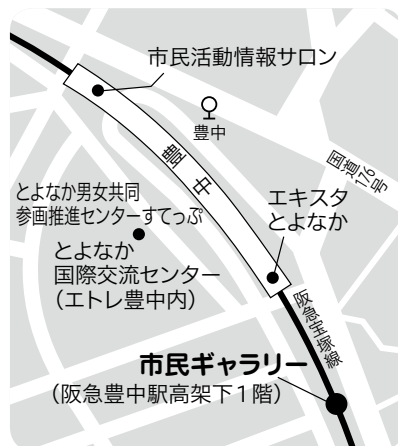 市民活動情報サロン
豊中
国道176号
豊中
とよなか男女共同
参画推進センターすてっぷ
エキスタ
とよなか
とよなか
国際交流センター
(エトレ豊中内)
阪急宝塚線
市民ギャラリー
(阪急豊中駅高架下1階)